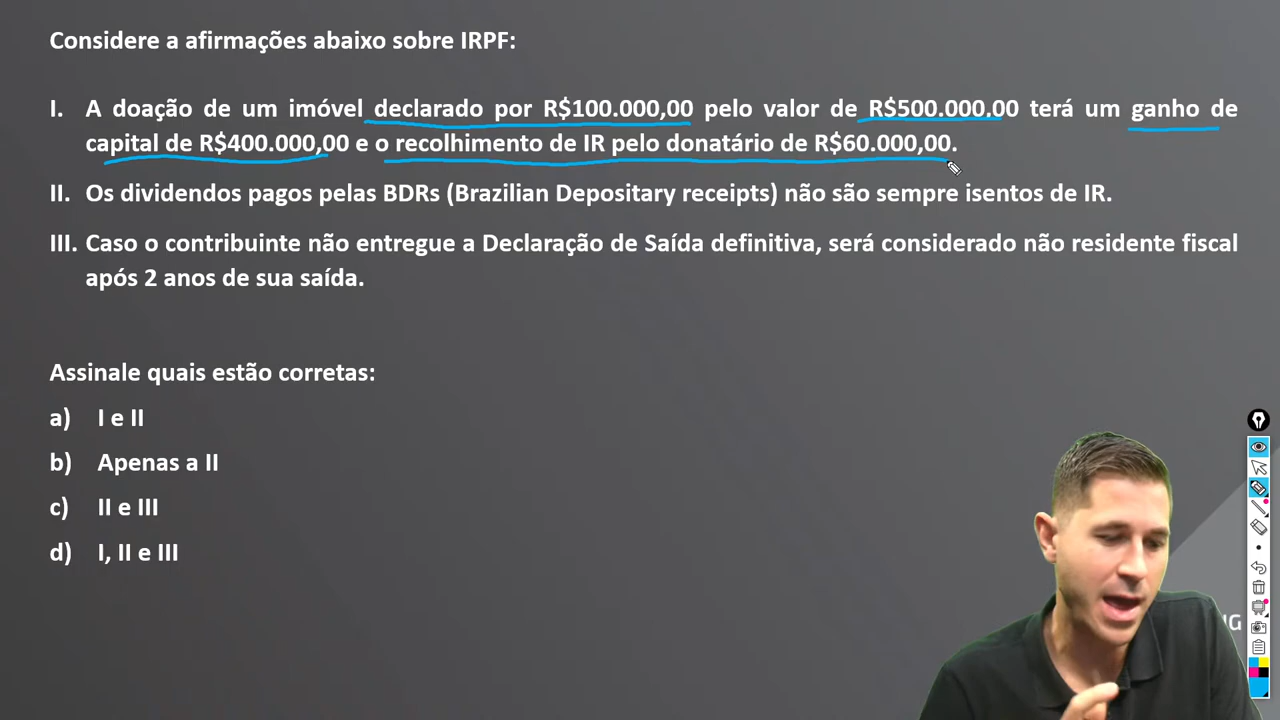 Considere a afirmações abaixo sobre IRPF:
I. A doação de um imóvel declarado por R$100.000,00 pelo valor de R$500.000,00 terá um ganho de
capital de R$400.000,00 e o recolhimento de IR pelo donatário de R$60.000,00.
II. Os dividendos pagos pelas BDRs (Brazilian Depositary receipts) não são sempre isentos de IR.
III. Caso o contribuinte não entregue a Declaração de Saída definitiva, será considerado não residente fiscal
após 2 anos de sua saída.
Assinale quais estão corretas:
a) I e II
b) Apenas a II
c) II e III
d) I, II e III